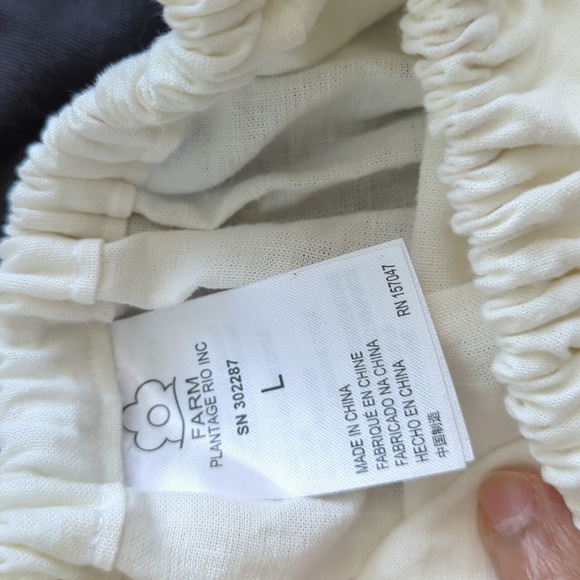 FARM
PLANTAGE RIO INC
SN 302287
L
MADE IN CHINA
FABRIQUÉ EN CHINE
FABRICADO NA CHINA
HECHO EN CHINA
中国制造
RN 157047